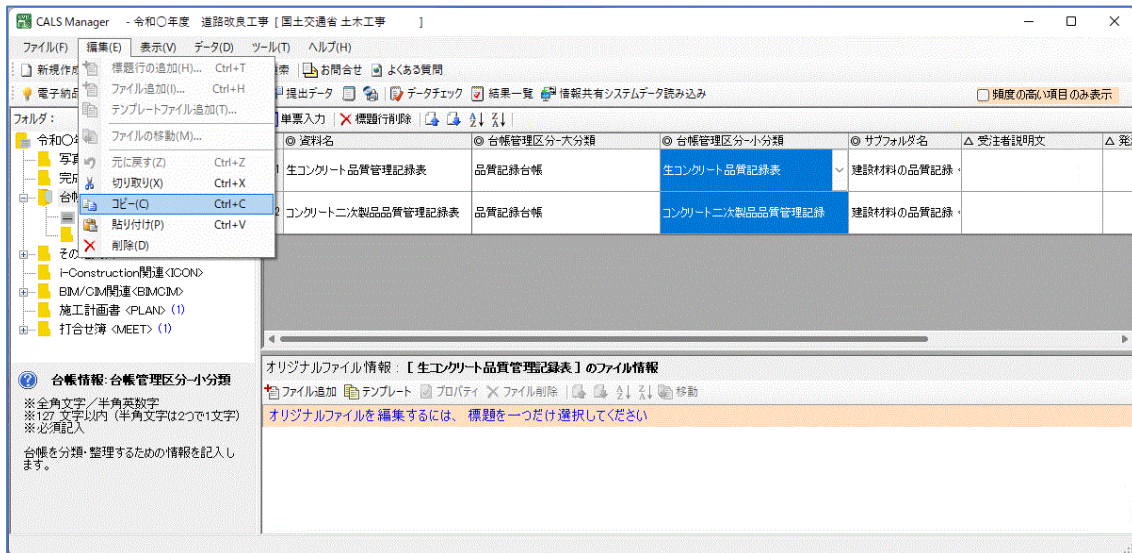 CALS Manager - 令和○年度 道路改良工事 [ 国土交通省 土木工事 ]
ファイル(F) 編集(E) 表示(V) データ(D) ツール(T) ヘルプ(H)
新規作成 索 お問合せ よくある質問
電子納品 提出データ データチェック 結果一覧 情報共有システムデータ読み込み 頻度の高い項目のみ表示
標題行の追加(H)... Ctrl+T
ファイル追加(I)... Ctrl+H
テンプレートファイル追加(T)...
ファイルの移動(M)...
元に戻す(Z) Ctrl+Z
切り取り(X) Ctrl+X
コピー(C) Ctrl+C
貼り付け(P) Ctrl+V
削除(D)
フォルダ :
令和○年
写真
完成
台帳
その
i-Construction関連<ICON>
BIM/CIM関連<BIMCIM>
施工計画書 <PLAN> (1)
打合せ簿 <MEET> (1)
単票入力 標題行削除
◎ 資料名 ◎ 台帳管理区分-大分類 ◎ 台帳管理区分-小分類 ◎ サブフォルダ名 △ 受注者説明文 △ 発
1 生コンクリート品質管理記録表 品質記録台帳 生コンクリート品質記録表 建設材料の品質記録
2 コンクリート二次製品品質管理記録表 品質記録台帳 コンクリート二次製品品質管理記録 建設材料の品質記録
オリジナルファイル情報 : [ 生コンクリート品質管理記録表 ] のファイル情報
ファイル追加 テンプレート プロパティ ファイル削除 移動
オリジナルファイルを編集するには、標題を一つだけ選択してください
台帳情報:台帳管理区分-小分類
※全角文字/半角英数字
※127 文字以内 (半角文字は2つで1文字)
※必須記入
台帳を分類・整理するための情報を記入し
ます。